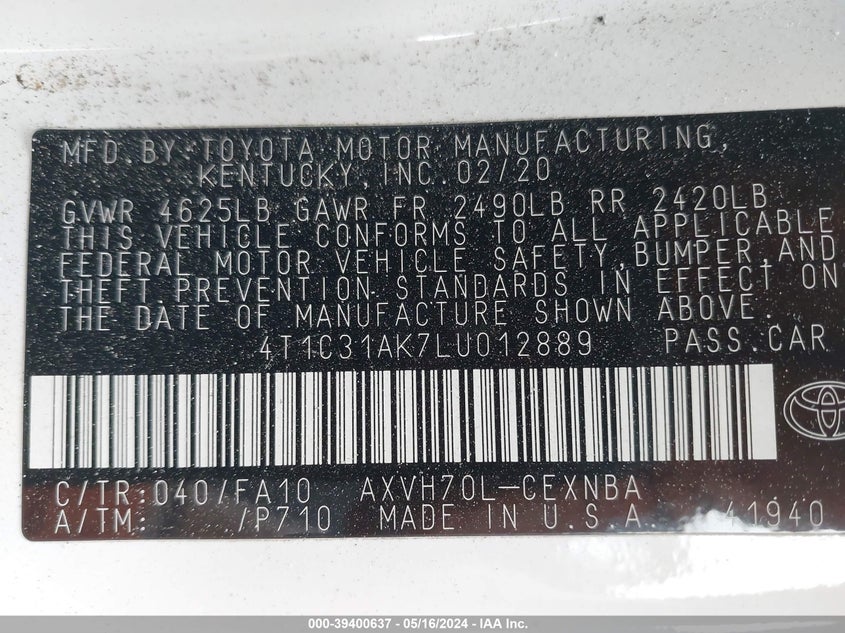 MFD.BY TOYOTA MOTOR MANUFACTURING,
KENTUCKY,INC.02/20
GVWR 4625LB GAWR FR 2490LB RR 2420LB
THIS VEHICLE CONFORMS TO ALL APPLICABLE
FEDERAL MOTOR VEHICLE SAFETY,BUMPER,AND
THEFT PREVENTION STANDARDS IN EFFECT ON
THE DATE OF MANUFACTURE SHOWN ABOVE.
4T1C31AK7LU012889 PASS.CAR
C/TR:040/FA10 AXVH70L-CEXNBA
A/TM: /P710 MADE IN U.S.A. 41940
000-39400637 - 05/16/2024 - IAA Inc.